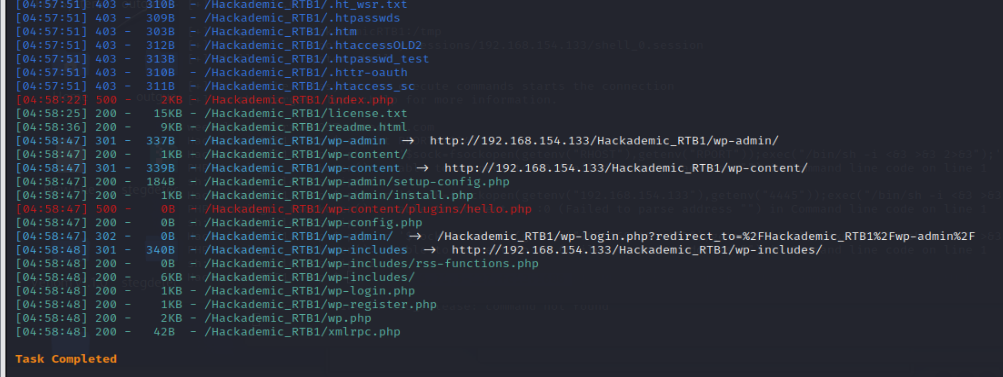 [04:57:51] 403 -  310B  - /Hackademic_RTB1/.ht_wsr.txt
[04:57:51] 403 -  309B  - /Hackademic_RTB1/.htpasswds
[04:57:51] 403 -  303B  - /Hackademic_RTB1/.htm
[04:57:51] 403 -  312B  - /Hackademic_RTB1/.htaccessOLD2
[04:57:51] 403 -  313B  - /Hackademic_RTB1/.htpasswd_test
[04:57:51] 403 -  310B  - /Hackademic_RTB1/.httr-oauth
[04:57:51] 403 -  311B  - /Hackademic_RTB1/.htaccess_sc
[04:58:22] 500 -    2KB - /Hackademic_RTB1/index.php
[04:58:25] 200 -   15KB - /Hackademic_RTB1/license.txt
[04:58:36] 200 -    9KB - /Hackademic_RTB1/readme.html
[04:58:47] 301 -  337B  - /Hackademic_RTB1/wp-admin  →  http://192.168.154.133/Hackademic_RTB1/wp-admin/
[04:58:47] 200 -    1KB - /Hackademic_RTB1/wp-content/
[04:58:47] 301 -  339B  - /Hackademic_RTB1/wp-content  →  http://192.168.154.133/Hackademic_RTB1/wp-content/
[04:58:47] 200 -  184B  - /Hackademic_RTB1/wp-admin/setup-config.php
[04:58:47] 200 -    1KB - /Hackademic_RTB1/wp-admin/install.php
[04:58:47] 500 -    0B  - /Hackademic_RTB1/wp-content/plugins/hello.php
[04:58:47] 200 -    0B  - /Hackademic_RTB1/wp-config.php
[04:58:47] 302 -    0B  - /Hackademic_RTB1/wp-admin/  →  /Hackademic_RTB1/wp-login.php?redirect_to=%2FHackademic_RTB1%2Fwp-admin%2F
[04:58:48] 301 -  340B  - /Hackademic_RTB1/wp-includes  →  http://192.168.154.133/Hackademic_RTB1/wp-includes/
[04:58:48] 200 -    0B  - /Hackademic_RTB1/wp-includes/rss-functions.php
[04:58:48] 200 -    6KB - /Hackademic_RTB1/wp-includes/
[04:58:48] 200 -    1KB - /Hackademic_RTB1/wp-login.php
[04:58:48] 200 -    1KB - /Hackademic_RTB1/wp-register.php
[04:58:48] 200 -    2KB - /Hackademic_RTB1/wp.php
[04:58:48] 200 -   42B  - /Hackademic_RTB1/xmlrpc.php
Task Completed